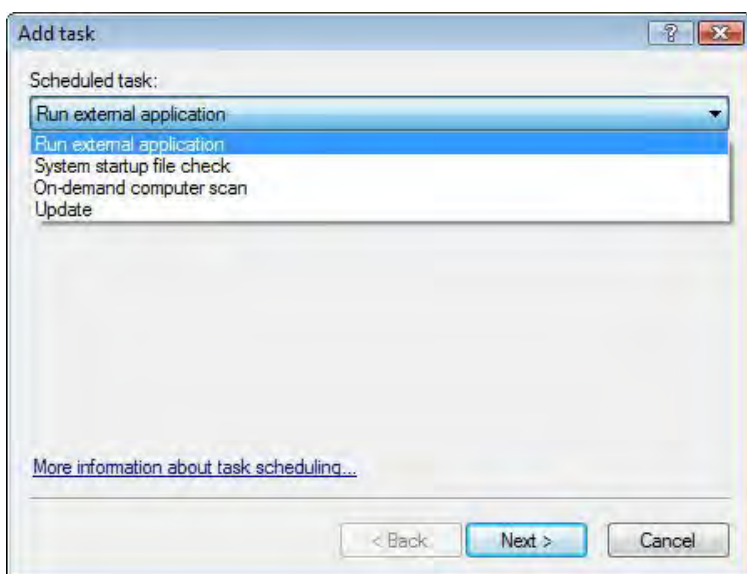 Add task
Scheduled task:
Run external application
Run external application
System startup file check
On-demand computer scan
Update
More information about task scheduling...
< Back
Next >
Cancel